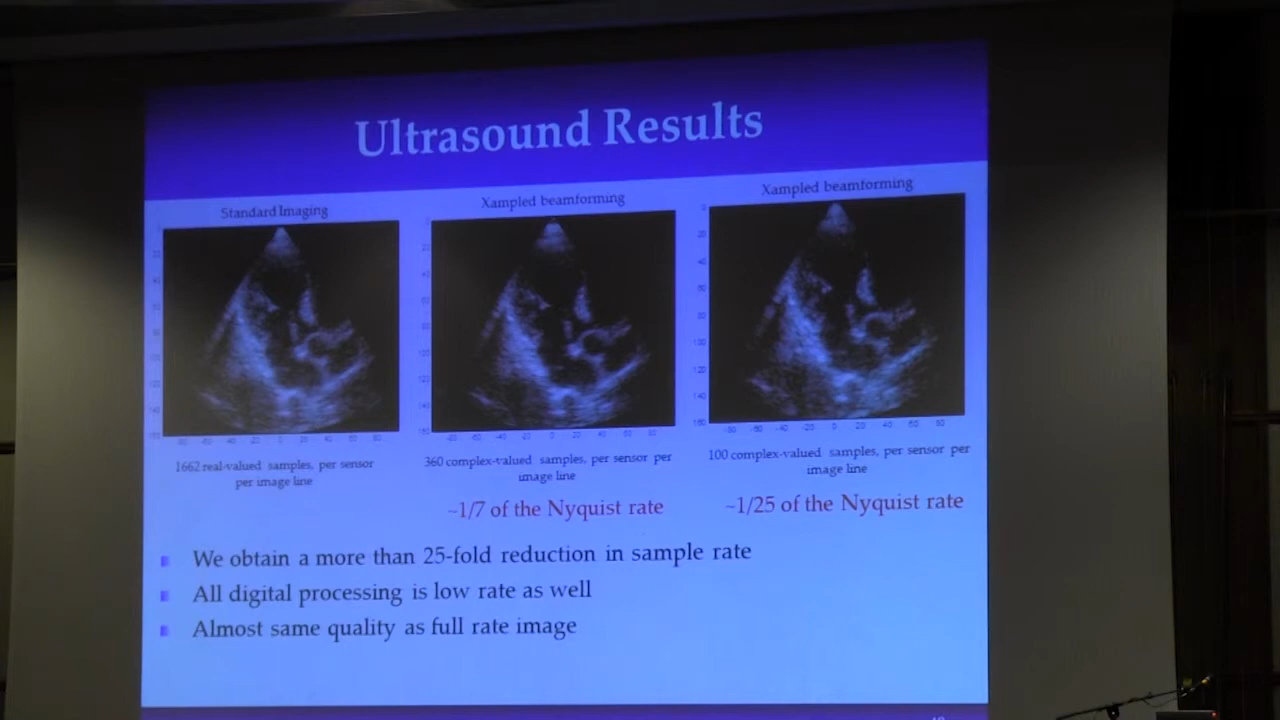 Ultrasound Results
Standard Imaging
Xampled beamforming
Xampled beamforming
1662 real-valued samples, per sensor
per image line
360 complex-valued samples, per sensor per
image line
100 complex-valued samples, per sensor per
image line
~1/7 of the Nyquist rate
~1/25 of the Nyquist rate
We obtain a more than 25-fold reduction in sample rate
All digital processing is low rate as well
Almost same quality as full rate image